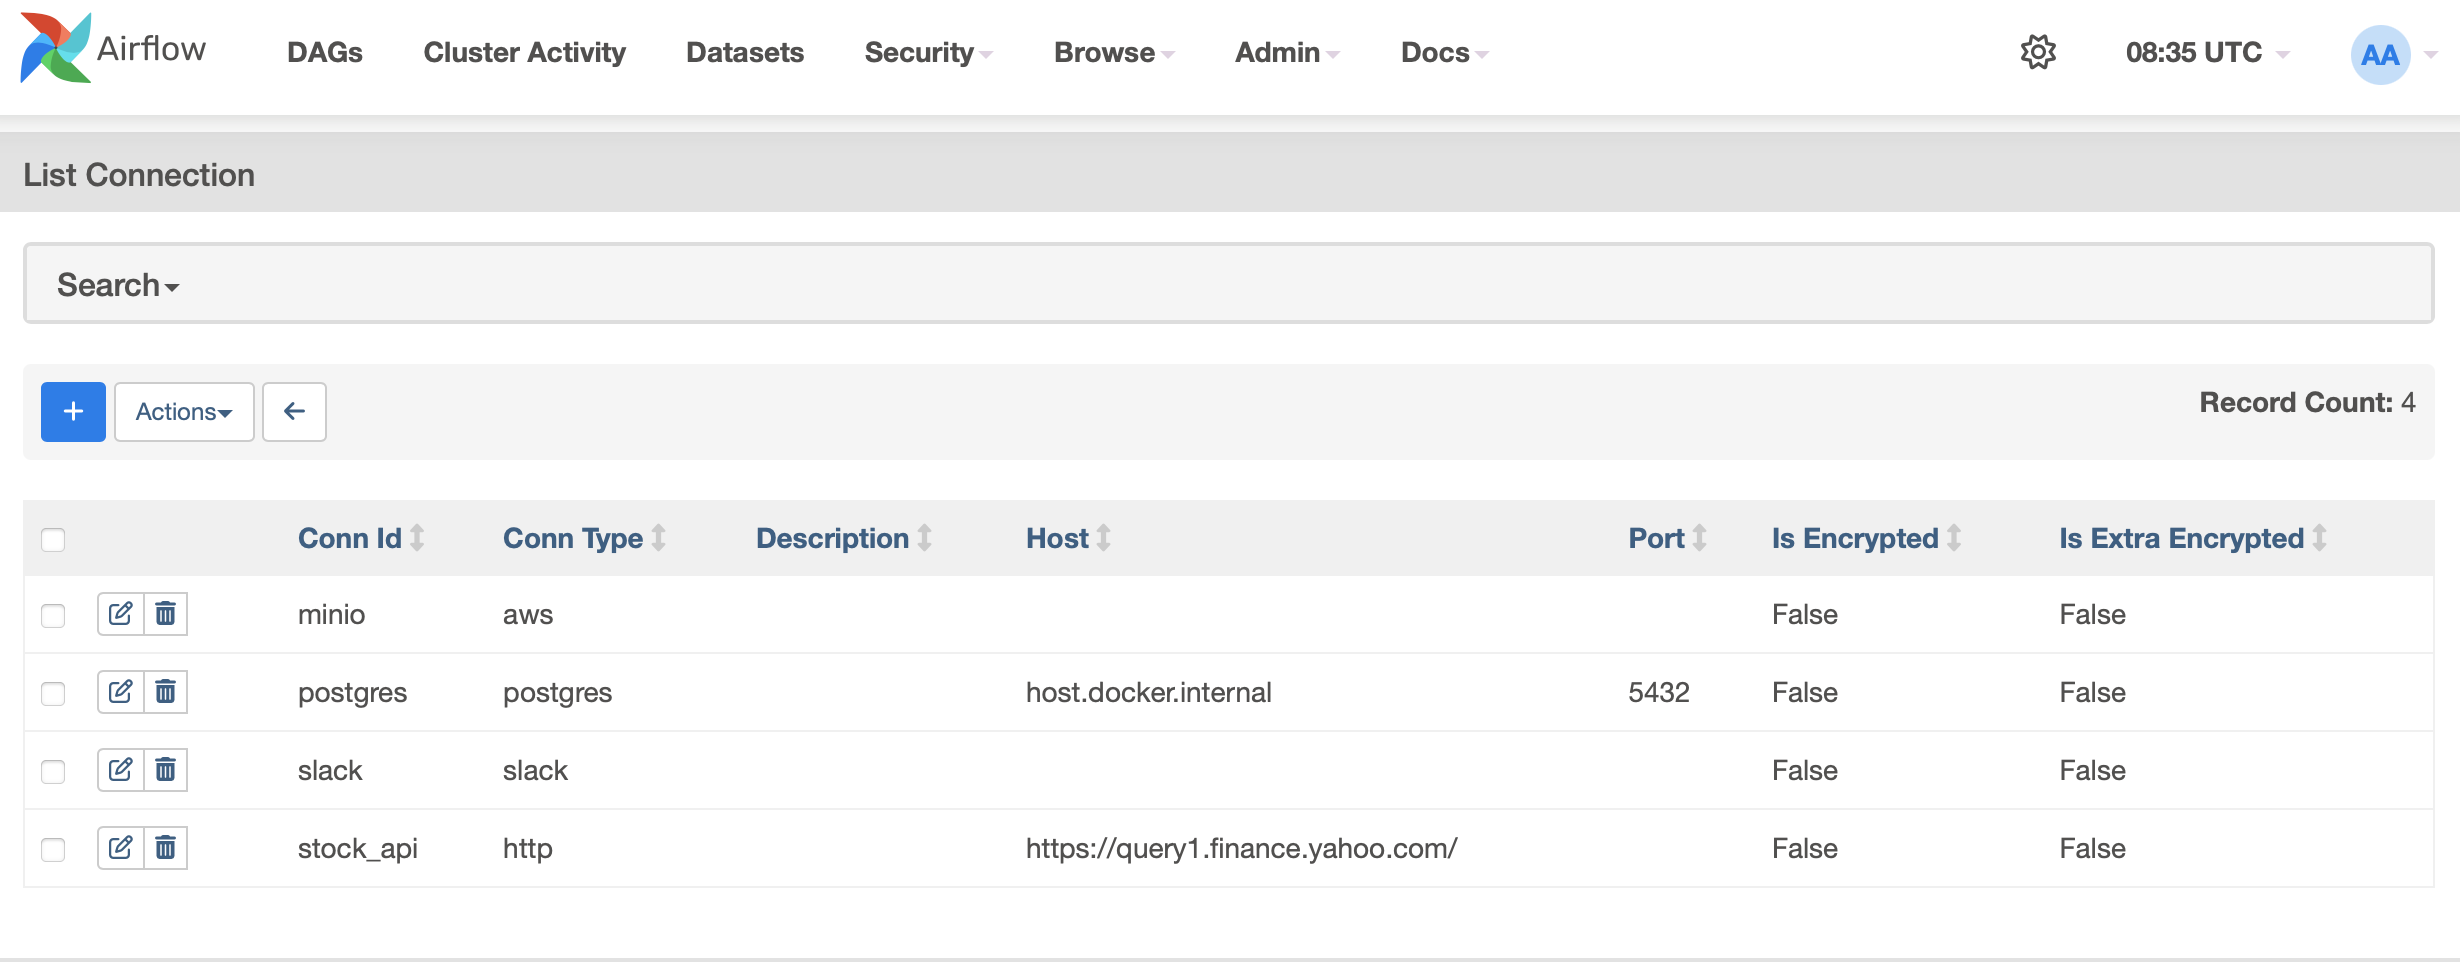 Airflow DAGs Cluster Activity Datasets Security Browse Admin Docs 08:35 UTC AA
List Connection
Search
+ Actions Record Count: 4
Conn Id Conn Type Description Host Port Is Encrypted Is Extra Encrypted
minio aws False False
postgres postgres host.docker.internal 5432 False False
slack slack False False
stock_api http https://query1.finance.yahoo.com/ False False